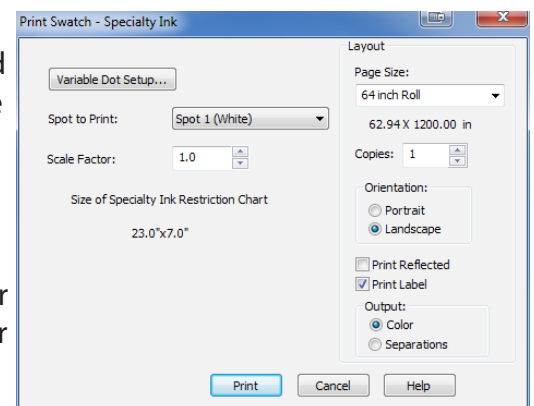 Print Swatch - Specialty Ink
Variable Dot Setup...
Spot to Print: Spot 1 (White)
Scale Factor: 1.0
Size of Specialty Ink Restriction Chart
23.0"x7.0"
Layout
Page Size:
64 inch Roll
62.94 X 1200.00 in
Copies: 1
Orientation:
Portrait
Landscape
Print Reflected
Print Label
Output:
Color
Separations
Print Cancel Help